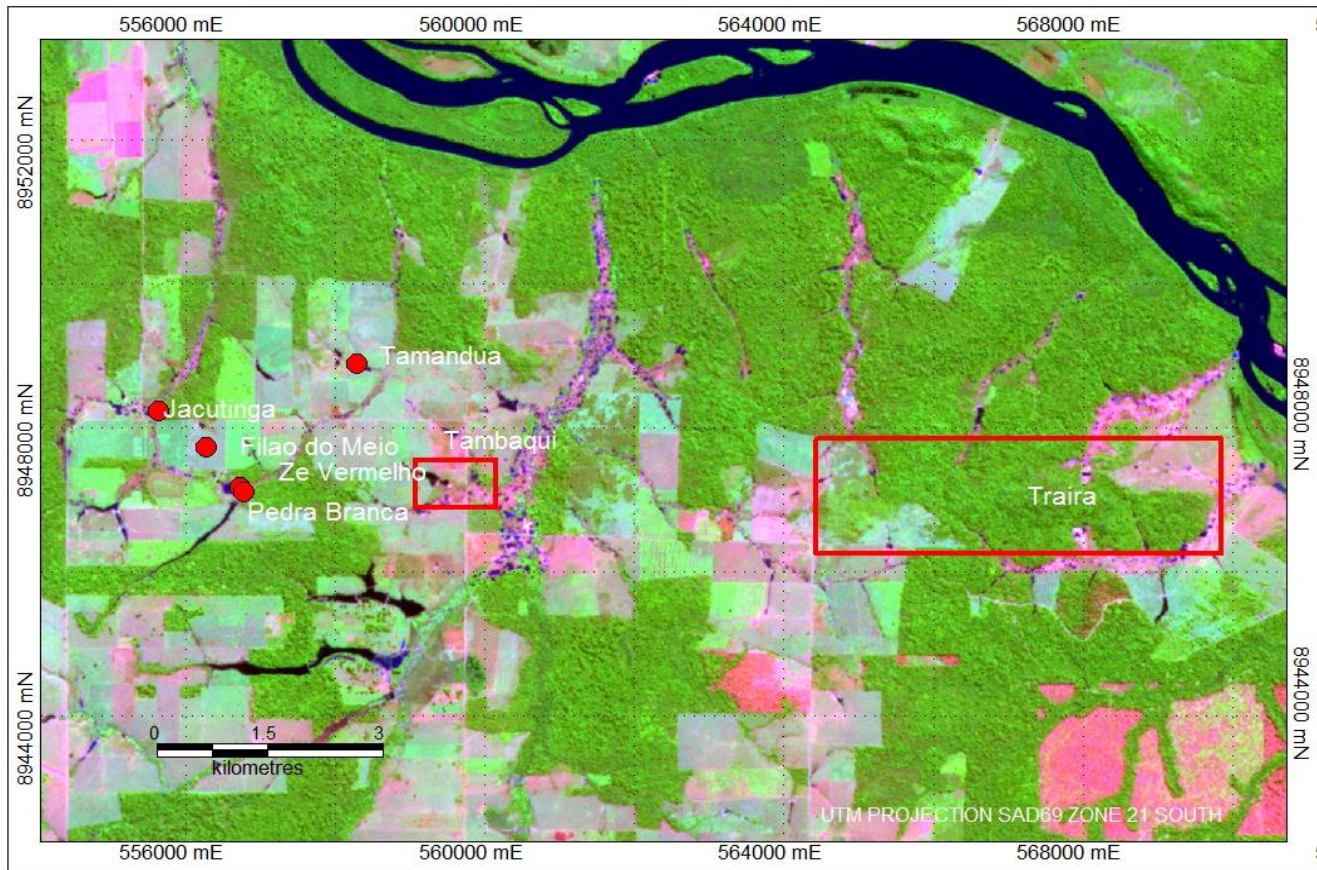 556000 mE
560000 mE
564000 mE
568000 mE
8952000 mN
8948000 mN
8948000 mN
8944000 mN
8944000 mN
Tamandua
Jacutinga
Filao do Meio
Tambaqui
Ze Vermelho
Pedra Branca
Traira
0 1.5 3
kilometres
UTM PROJECTION SAD69 ZONE 21 SOUTH
556000 mE
560000 mE
564000 mE
568000 mE